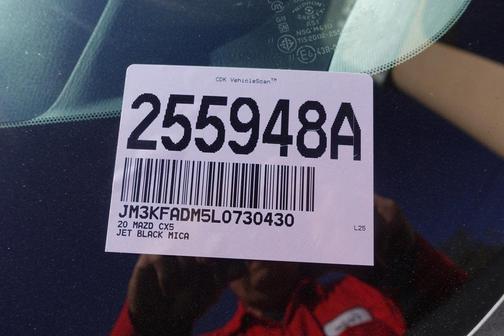 CDK VehicleScan™
255948A
JM3KFADM5L0730430
20 MAZD CX5
L25
JET BLACK MICA